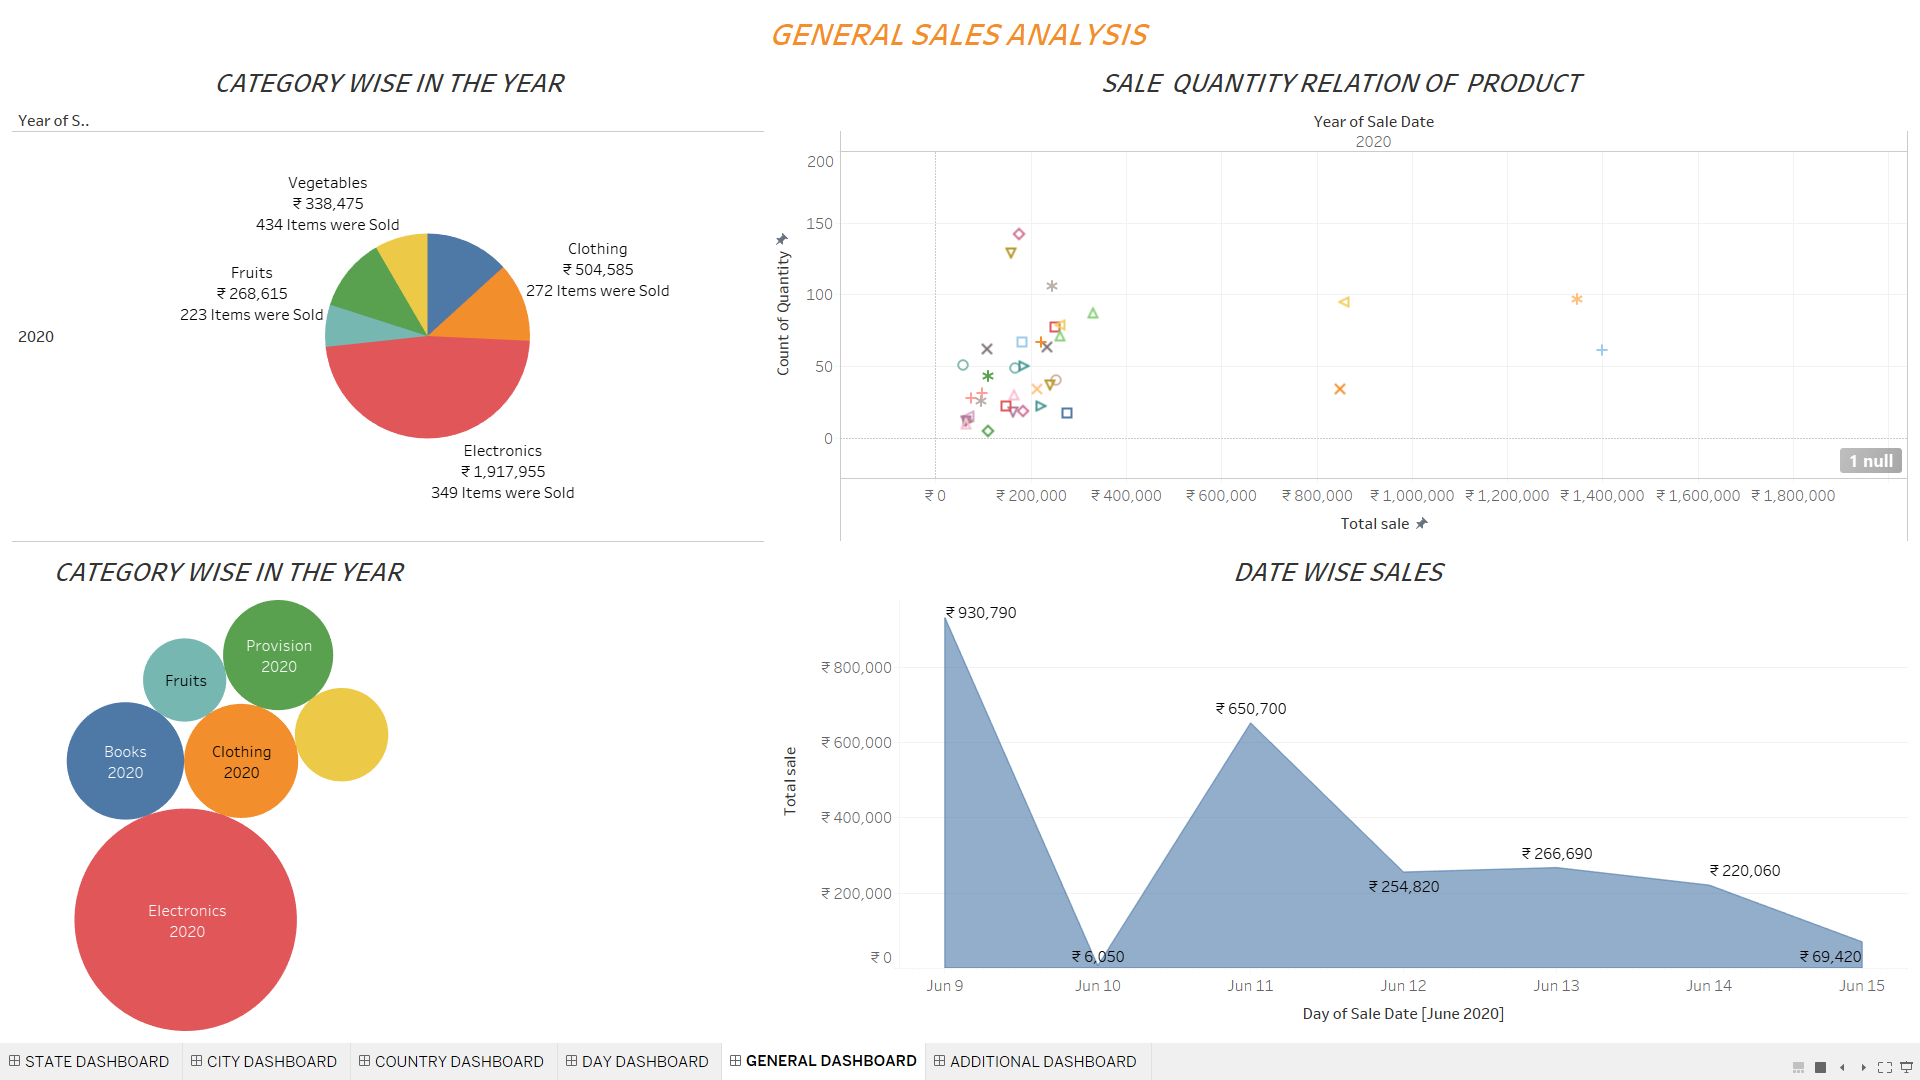 GENERAL SALES ANALYSIS
CATEGORY WISE IN THE YEAR
Year of S..
2020
Vegetables
₹ 338,475
434 Items were Sold
Clothing
₹ 504,585
272 Items were Sold
Fruits
₹ 268,615
223 Items were Sold
Electronics
₹ 1,917,955
349 Items were Sold
SALE QUANTITY RELATION OF PRODUCT
Year of Sale Date
2020
Count of Quantity
200
150
100
50
0
1 null
₹ 0 ₹ 200,000 ₹ 400,000 ₹ 600,000 ₹ 800,000 ₹ 1,000,000 ₹ 1,200,000 ₹ 1,400,000 ₹ 1,600,000 ₹ 1,800,000
Total sale
CATEGORY WISE IN THE YEAR
Provision
2020
Fruits
Books
2020
Clothing
2020
Electronics
2020
DATE WISE SALES
Total sale
₹ 800,000
₹ 600,000
₹ 400,000
₹ 200,000
₹ 0
₹ 930,790
₹ 6,050
₹ 650,700
₹ 254,820
₹ 266,690
₹ 220,060
₹ 69,420
Jun 9 Jun 10 Jun 11 Jun 12 Jun 13 Jun 14 Jun 15
Day of Sale Date [June 2020]
STATE DASHBOARD CITY DASHBOARD COUNTRY DASHBOARD DAY DASHBOARD GENERAL DASHBOARD ADDITIONAL DASHBOARD